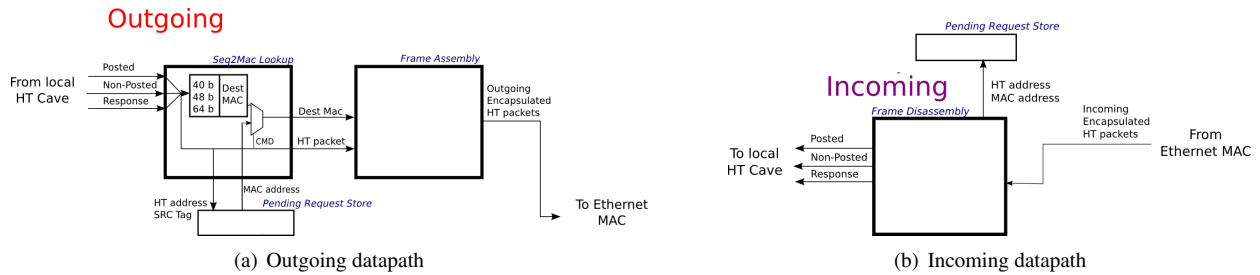 Outgoing
Seq2Mac Lookup
Frame Assembly
From local
HT Cave
Posted
Non-Posted
Response
40 b
48 b
64 b
Dest
MAC
CMD
Dest Mac
HT packet
Outgoing
Encapsulated
HT packets
HT address
SRC Tag
MAC address
Pending Request Store
To Ethernet
MAC
(a) Outgoing datapath
Pending Request Store
HT address
MAC address
Incoming
Frame Disassembly
Incoming
Encapsulated
HT packets
From
Ethernet MAC
To local
HT Cave
Posted
Non-Posted
Response
(b) Incoming datapath